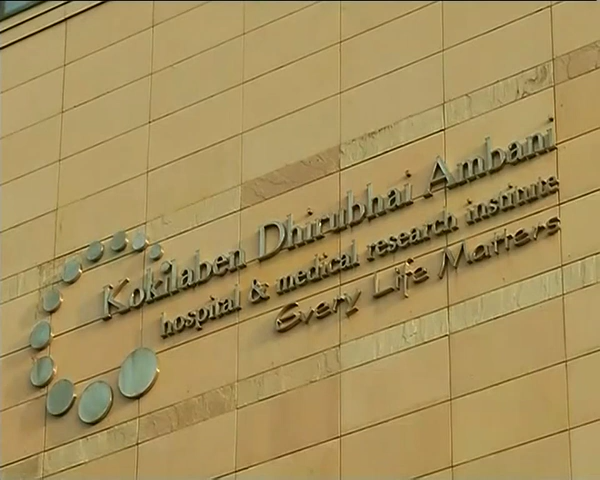 Kokilaben Dhirubhai Ambani
hospital & medical research institute
Every Life Matters